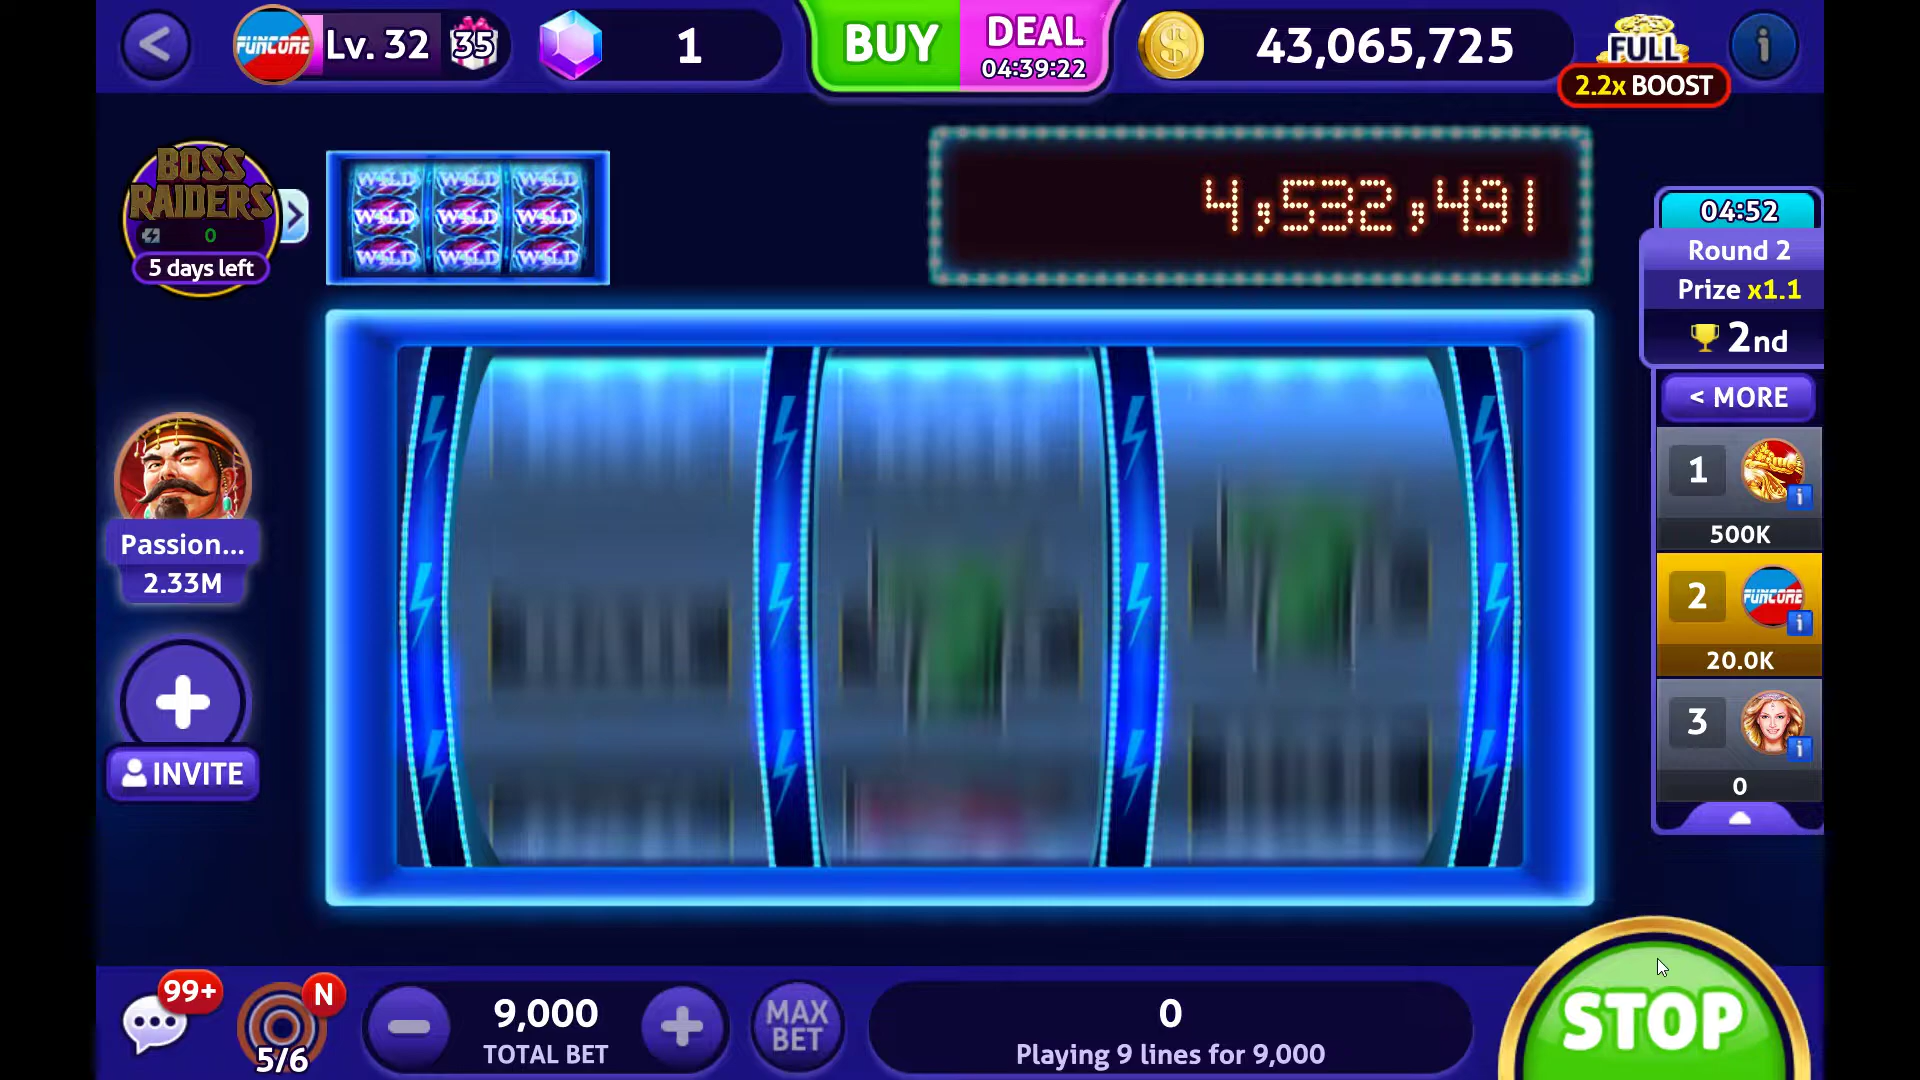 FUNCORE
Lv. 32
35
1
BUY
DEAL
04:39:22
43,065,725
FULL
2.2x BOOST
i
BOSS
RAIDERS
0
5 days left
WILD WILD WILD
WILD WILD WILD
WILD WILD WILD
4,532,491
04:52
Round 2
Prize x1.1
2nd
< MORE
1
i
500K
2
FUNCORE
i
20.0K
3
i
0
Passion...
2.33M
INVITE
99+
N
5/6
9,000
TOTAL BET
MAX
BET
0
Playing 9 lines for 9,000
STOP